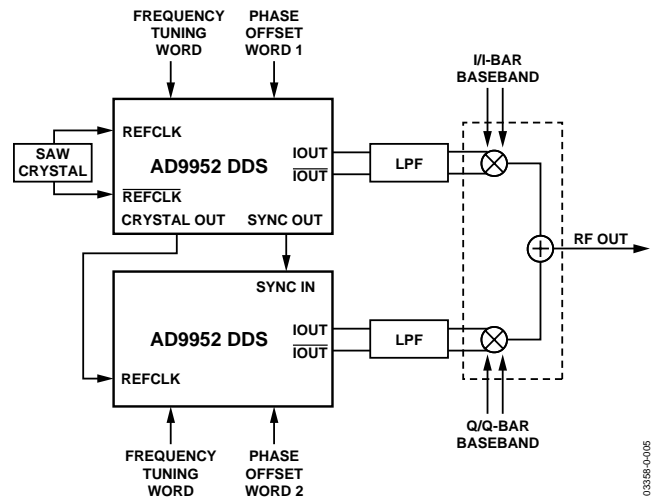 FREQUENCY
TUNING
WORD
PHASE
OFFSET
WORD 1
I/I-BAR
BASEBAND
REFCLK
SAW
CRYSTAL
AD9952 DDS
IOUT
IOUT
LPF
REFCLK
CRYSTAL OUT
SYNC OUT
RF OUT
SYNC IN
AD9952 DDS
IOUT
IOUT
LPF
REFCLK
FREQUENCY
TUNING
WORD
PHASE
OFFSET
WORD 2
Q/Q-BAR
BASEBAND
03358-0-005